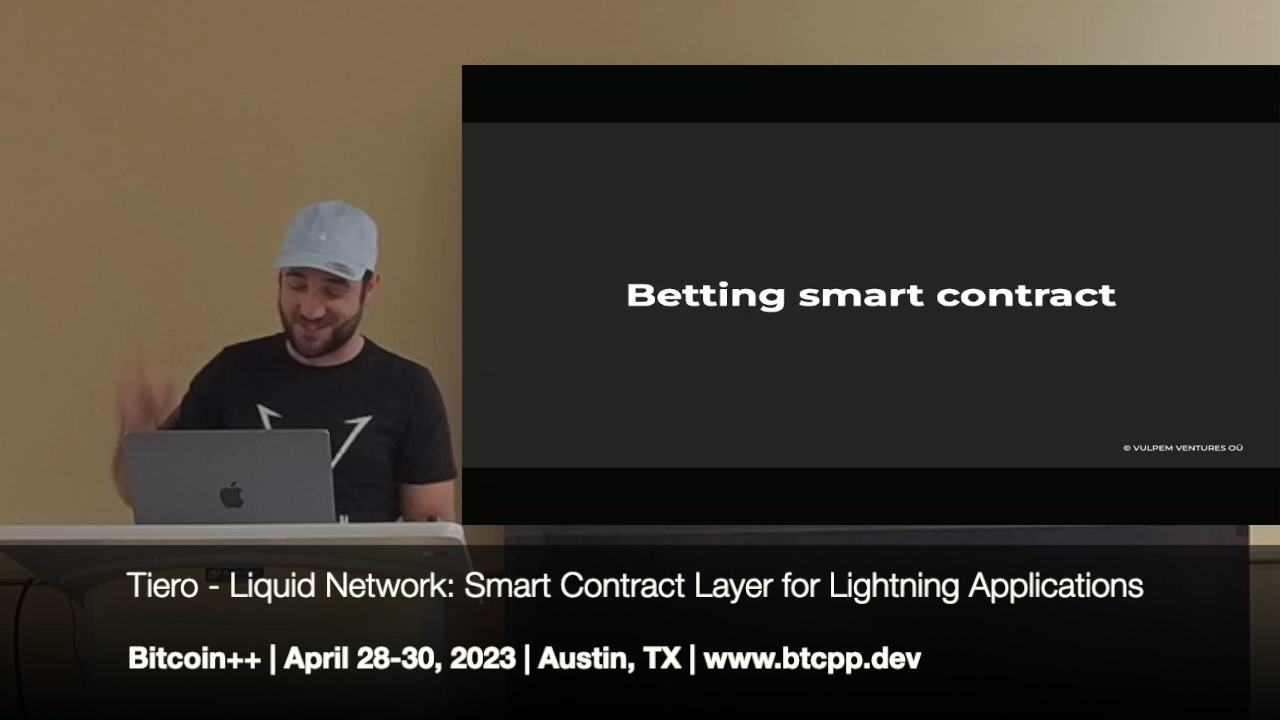 Betting smart contract
© VULPEM VENTURES OÜ
Tiero - Liquid Network: Smart Contract Layer for Lightning Applications
Bitcoin++ | April 28-30, 2023 | Austin, TX | www.btcpp.dev